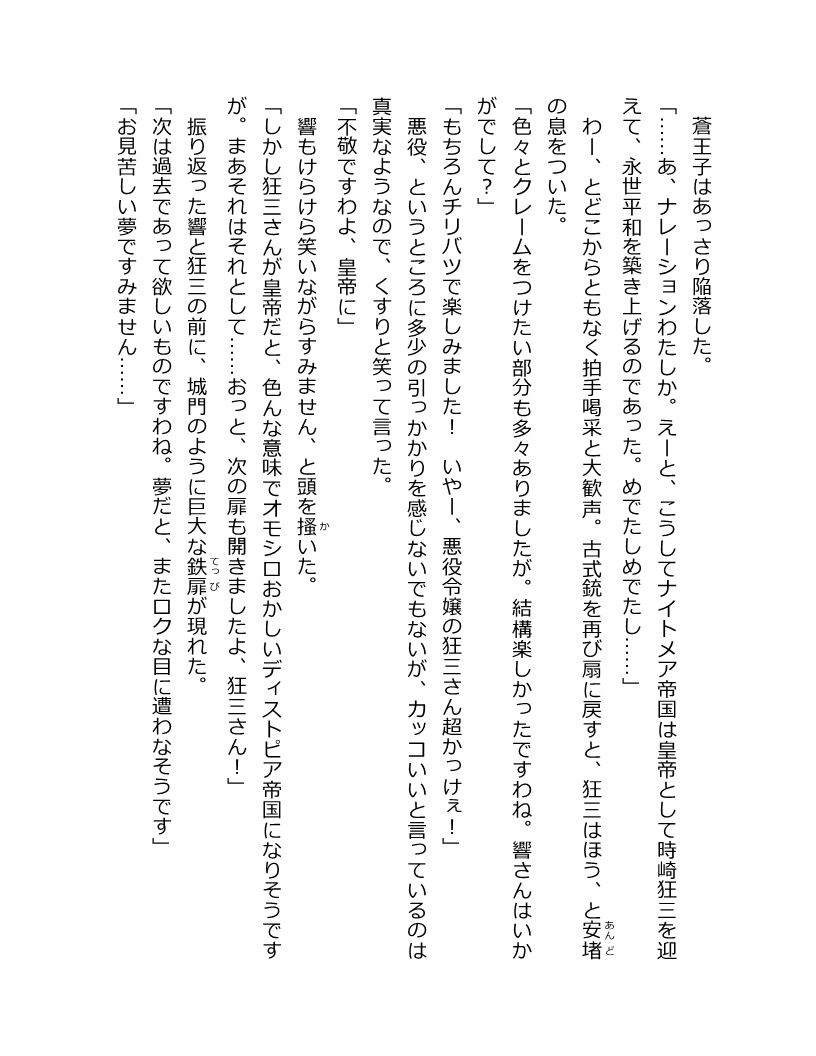 蒼王子はあっさり陥落した。
「……あ、ナレーションわたしか。えーと、こうしてナイトメア帝国は皇帝として時崎狂三を迎
えて、永世平和を築き上げるのであった。めでたしめでたし……」
　わー、とどこからともなく拍手喝采と大歓声。古式銃を再び扇に戻すと、狂三はほう、と安堵
あんど
の息をついた。
「色々とクレームをつけたい部分も多々ありましたが。結構楽しかったですわね。響さんはいか
がでして？」
「もちろんチリバツで楽しみました！　いやー、悪役令嬢の狂三さん超かっけぇ！」
　悪役、というところに多少の引っかかりを感じないでもないが、カッコいいと言っているのは
真実なようなので、くすりと笑って言った。
「不敬ですわよ、皇帝に」
　響もけらけら笑いながらすみません、と頭を掻いた。
か
「しかし狂三さんが皇帝だと、色んな意味でオモシロおかしいディストピア帝国になりそうです
が。まあそれはそれとして……おっと、次の扉も開きましたよ、狂三さん！」
　振り返った響と狂三の前に、城門のように巨大な鉄扉が現れた。
てっぴ
「次は過去であって欲しいものですわね。夢だと、またロクな目に遭わなそうです」
「お見苦しい夢ですみません……」